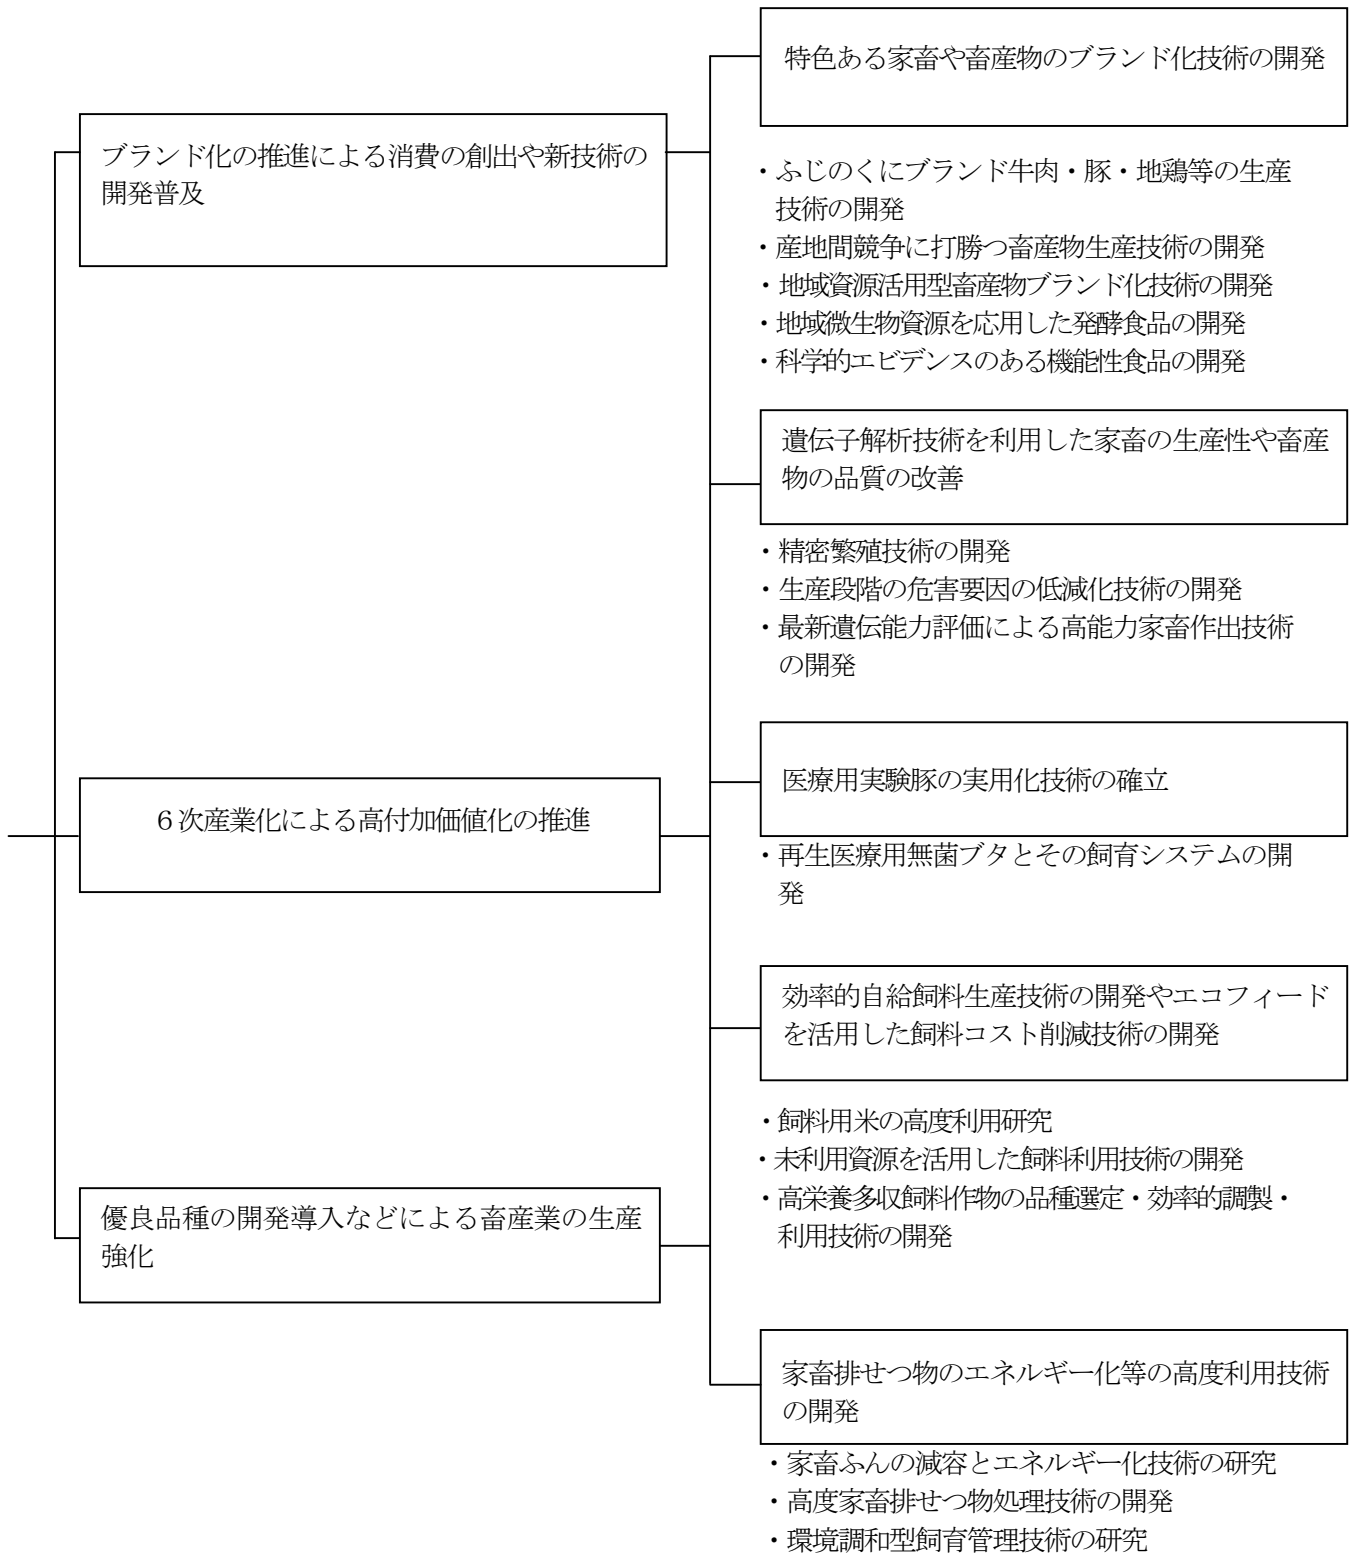 特色ある家畜や畜産物のブランド化技術の開発
ブランド化の推進による消費の創出や新技術の
開発普及
・ふじのくにブランド牛肉・豚・地鶏等の生産
技術の開発
・産地間競争に打勝つ畜産物生産技術の開発
・地域資源活用型畜産物ブランド化技術の開発
・地域微生物資源を応用した発酵食品の開発
・科学的エビデンスのある機能性食品の開発
遺伝子解析技術を利用した家畜の生産性や畜産
物の品質の改善
・精密繁殖技術の開発
・生産段階の危害要因の低減化技術の開発
・最新遺伝能力評価による高能力家畜作出技術
の開発
医療用実験豚の実用化技術の確立
６次産業化による高付加価値化の推進
・再生医療用無菌ブタとその飼育システムの開
発
効率的自給飼料生産技術の開発やエコフィード
を活用した飼料コスト削減技術の開発
・飼料用米の高度利用研究
・未利用資源を活用した飼料利用技術の開発
・高栄養多収飼料作物の品種選定・効率的調製・
利用技術の開発
優良品種の開発導入などによる畜産業の生産
強化
家畜排せつ物のエネルギー化等の高度利用技術
の開発
・家畜ふんの減容とエネルギー化技術の研究
・高度家畜排せつ物処理技術の開発
・環境調和型飼育管理技術の研究